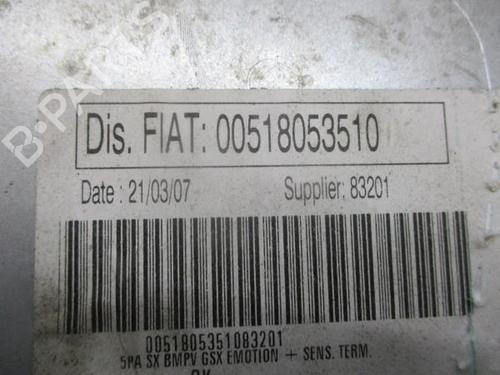 B-PARTS
Dis. FIAT: 00518053510
Date : 21/03/07 Supplier: 83201
0051805351083201
5PA SX BMPV GSX EMOTION + SENS. TERM.